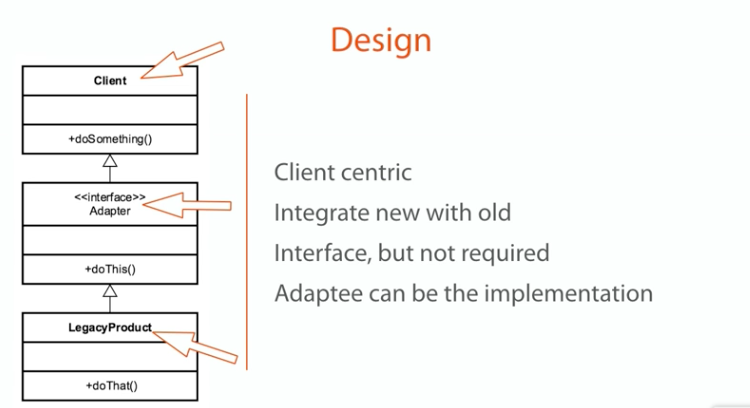 Design
Client
+doSomething()
<<interface>>
Adapter
+doThis()
LegacyProduct
+doThat()
Client centric
Integrate new with old
Interface, but not required
Adaptee can be the implementation